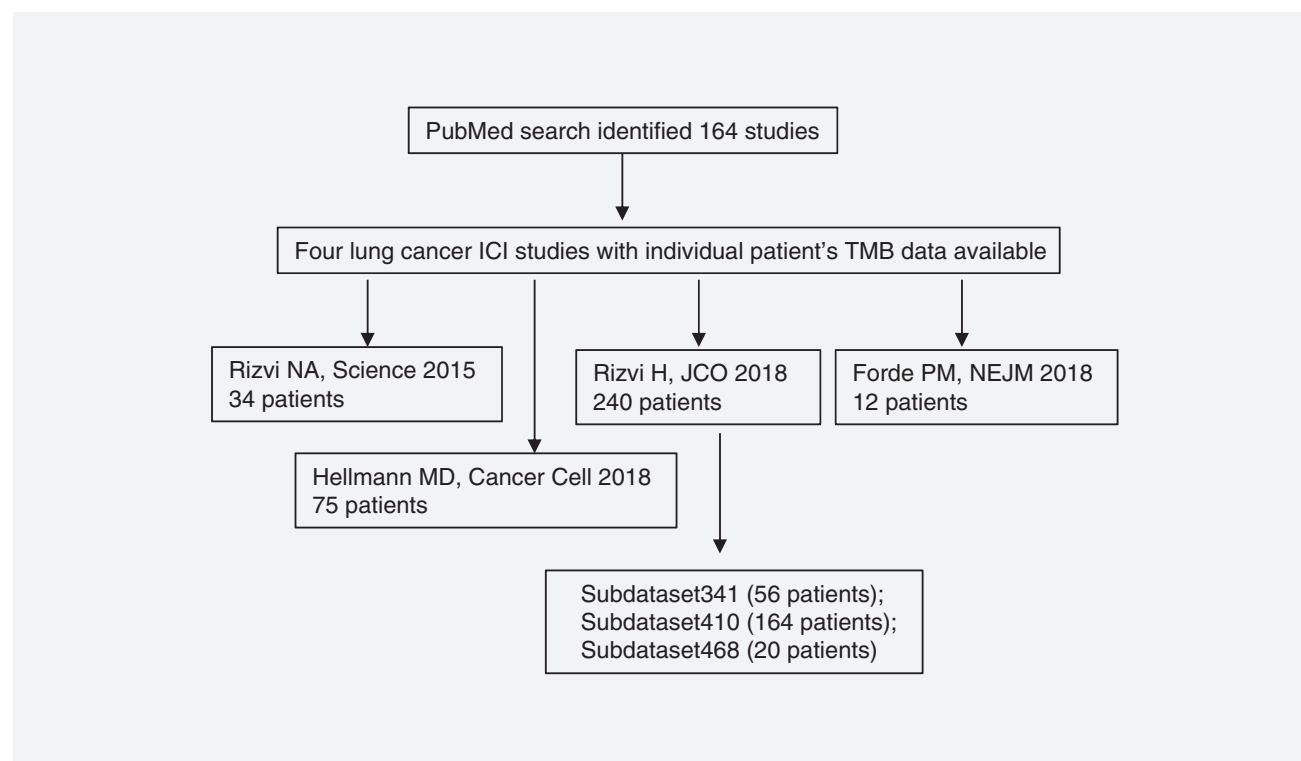 PubMed search identified 164 studies
Four lung cancer ICI studies with individual patient’s TMB data available
Rizvi NA, Science 2015
34 patients
Hellmann MD, Cancer Cell 2018
75 patients
Rizvi H, JCO 2018
240 patients
Forde PM, NEJM 2018
12 patients
Subdataset341 (56 patients);
Subdataset410 (164 patients);
Subdataset468 (20 patients)